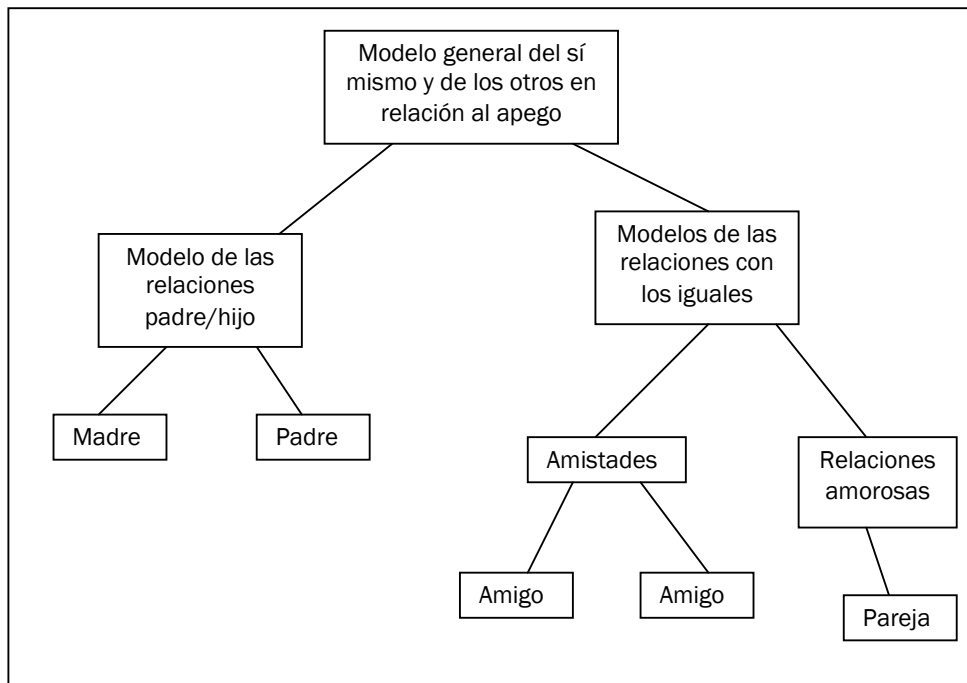 Modelo general del sí
mismo y de los otros en
relación al apego
Modelo de las
relaciones
padre/hijo
Modelos de las
relaciones con
los iguales
Madre
Padre
Amistades
Relaciones
amorosas
Amigo
Amigo
Pareja